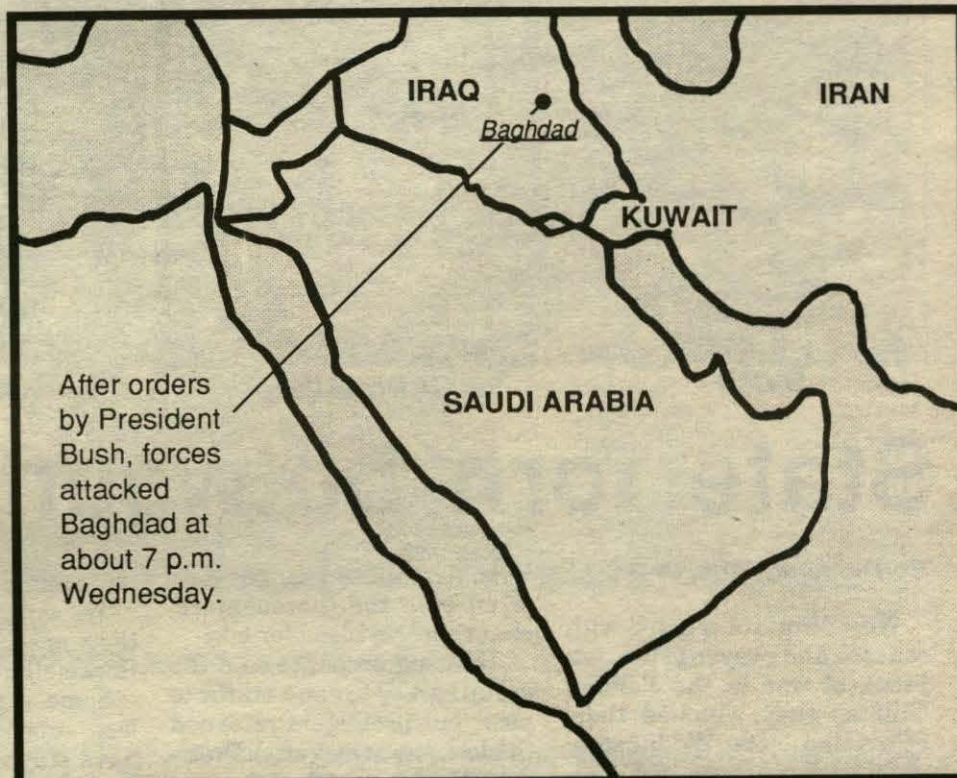 IRAQ
IRAN
Baghdad
KUWAIT
SAUDI ARABIA
After orders
by President
Bush, forces
attacked
Baghdad at
about 7 p.m.
Wednesday.